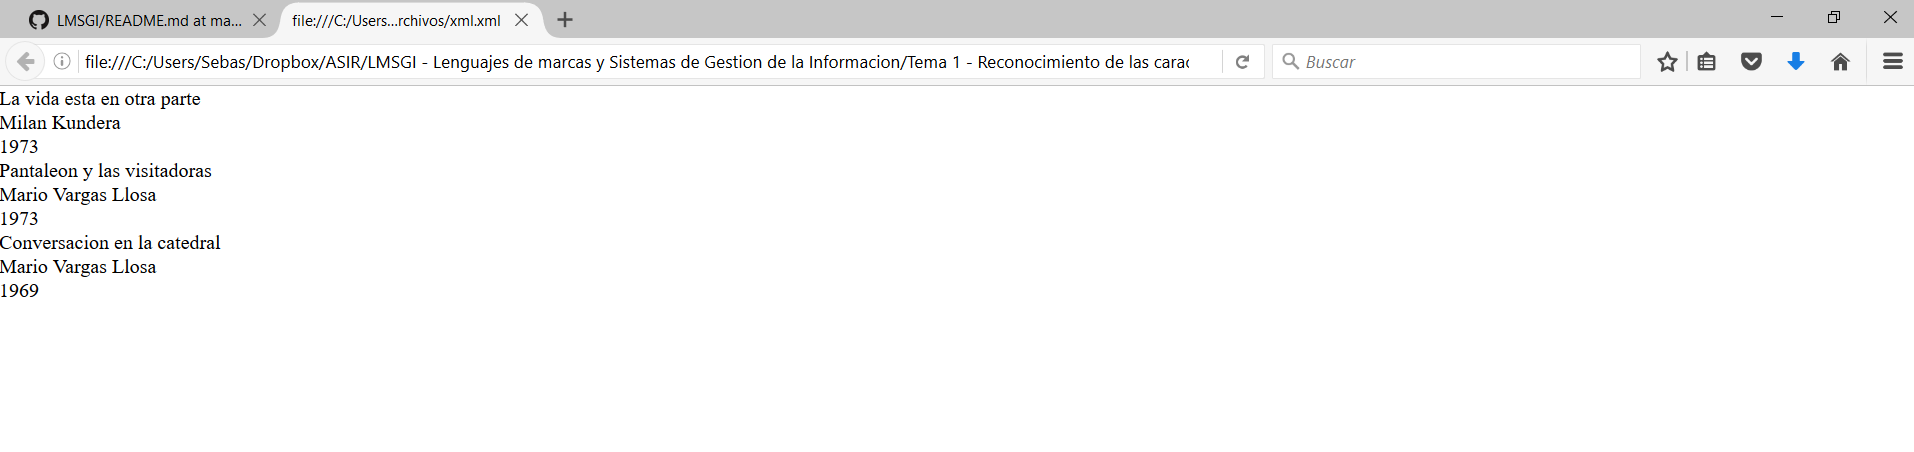 LMSGI/README.md at ma...
file:///C:/Users...rchivos/xml.xml
file:///C:/Users/Sebas/Dropbox/ASIR/LMSGI - Lenguajes de marcas y Sistemas de Gestion de la Informacion/Tema 1 - Reconocimiento de las carac
Buscar
La vida esta en otra parte
Milan Kundera
1973
Pantaleon y las visitadoras
Mario Vargas Llosa
1973
Conversacion en la catedral
Mario Vargas Llosa
1969